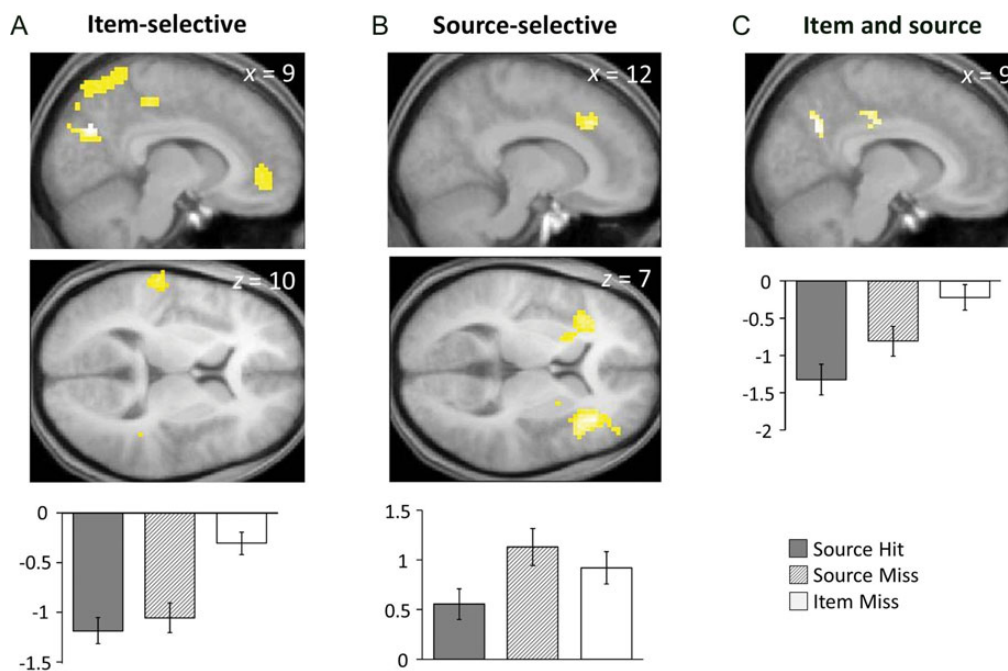 A Item-selective
x = 9
z = 10
0
-0.5
-1
-1.5
B Source-selective
x = 12
z = 7
1.5
1
0.5
0
C Item and source
x = 9
0
-0.5
-1
-1.5
-2
Source Hit
Source Miss
Item Miss